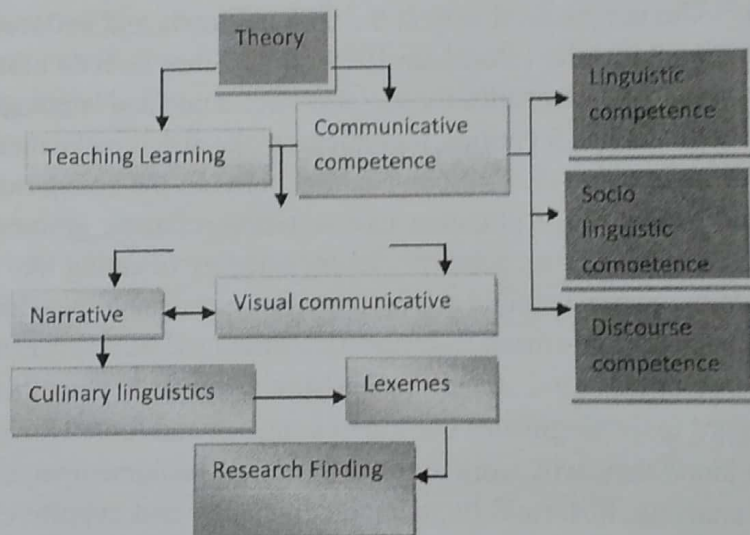 Theory
Teaching Learning
Communicative
competence
Linguistic
competence
Socio
linguistic
competence
Discourse
competence
Narrative
Visual communicative
Culinary linguistics
Lexemes
Research Finding